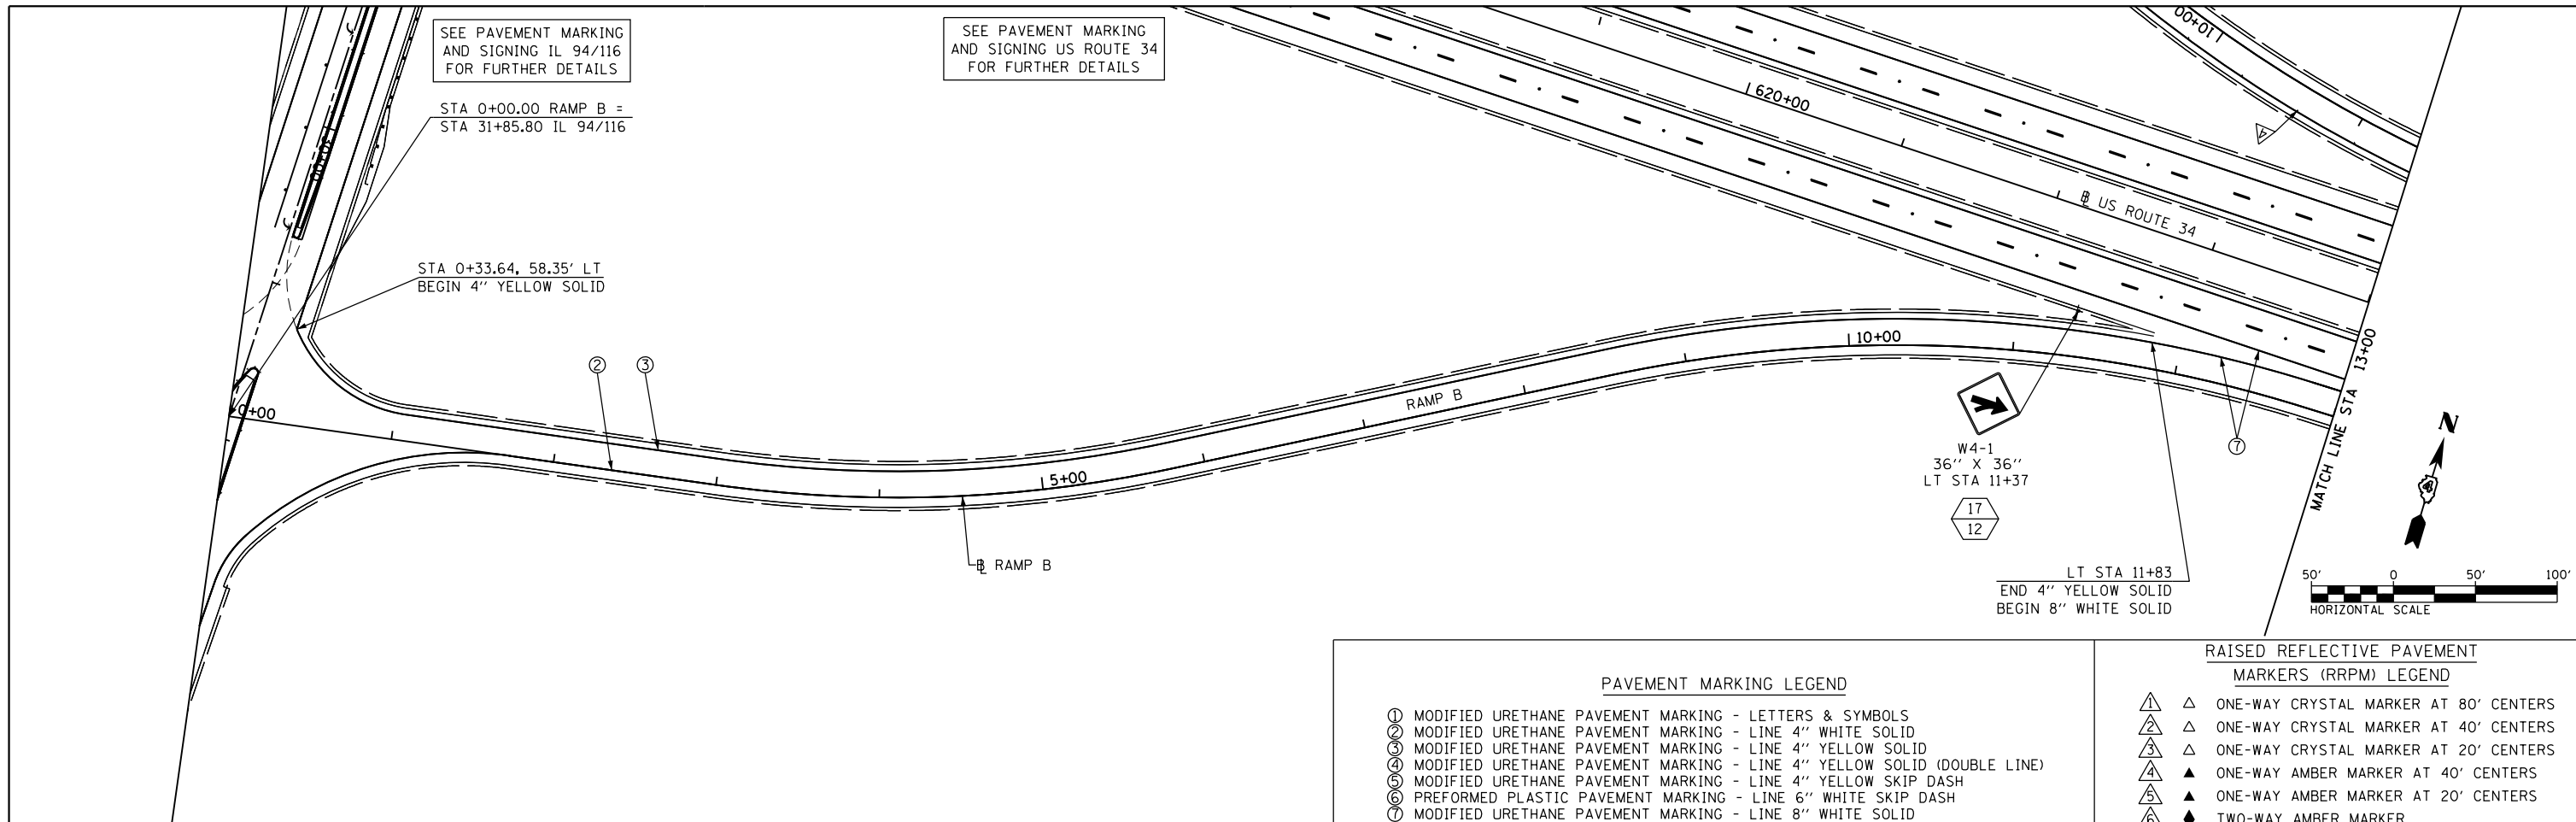 SEE PAVEMENT MARKING
AND SIGNING IL 94/116
FOR FURTHER DETAILS
SEE PAVEMENT MARKING
AND SIGNING US ROUTE 34
FOR FURTHER DETAILS
STA 0+00.00 RAMP B =
STA 31+85.80 IL 94/116
30+00
STA 0+33.64, 58.35' LT
BEGIN 4" YELLOW SOLID
620+00
110+00
4
℄ US ROUTE 34
2
3
0+00
5+00
RAMP B
10+00
℄ RAMP B
W4-1
36" X 36"
LT STA 11+37
17
12
7
MATCH LINE STA 13+00
N
4
LT STA 11+83
END 4" YELLOW SOLID
BEGIN 8" WHITE SOLID
50' 0 50' 100'
HORIZONTAL SCALE
PAVEMENT MARKING LEGEND
1 MODIFIED URETHANE PAVEMENT MARKING - LETTERS & SYMBOLS
2 MODIFIED URETHANE PAVEMENT MARKING - LINE 4" WHITE SOLID
3 MODIFIED URETHANE PAVEMENT MARKING - LINE 4" YELLOW SOLID
4 MODIFIED URETHANE PAVEMENT MARKING - LINE 4" YELLOW SOLID (DOUBLE LINE)
5 MODIFIED URETHANE PAVEMENT MARKING - LINE 4" YELLOW SKIP DASH
6 PREFORMED PLASTIC PAVEMENT MARKING - LINE 6" WHITE SKIP DASH
7 MODIFIED URETHANE PAVEMENT MARKING - LINE 8" WHITE SOLID
RAISED REFLECTIVE PAVEMENT
MARKERS (RRPM) LEGEND
1 △ ONE-WAY CRYSTAL MARKER AT 80' CENTERS
2 △ ONE-WAY CRYSTAL MARKER AT 40' CENTERS
3 △ ONE-WAY CRYSTAL MARKER AT 20' CENTERS
4 ▲ ONE-WAY AMBER MARKER AT 40' CENTERS
5 ▲ ONE-WAY AMBER MARKER AT 20' CENTERS
6 ♦ TWO-WAY AMBER MARKER